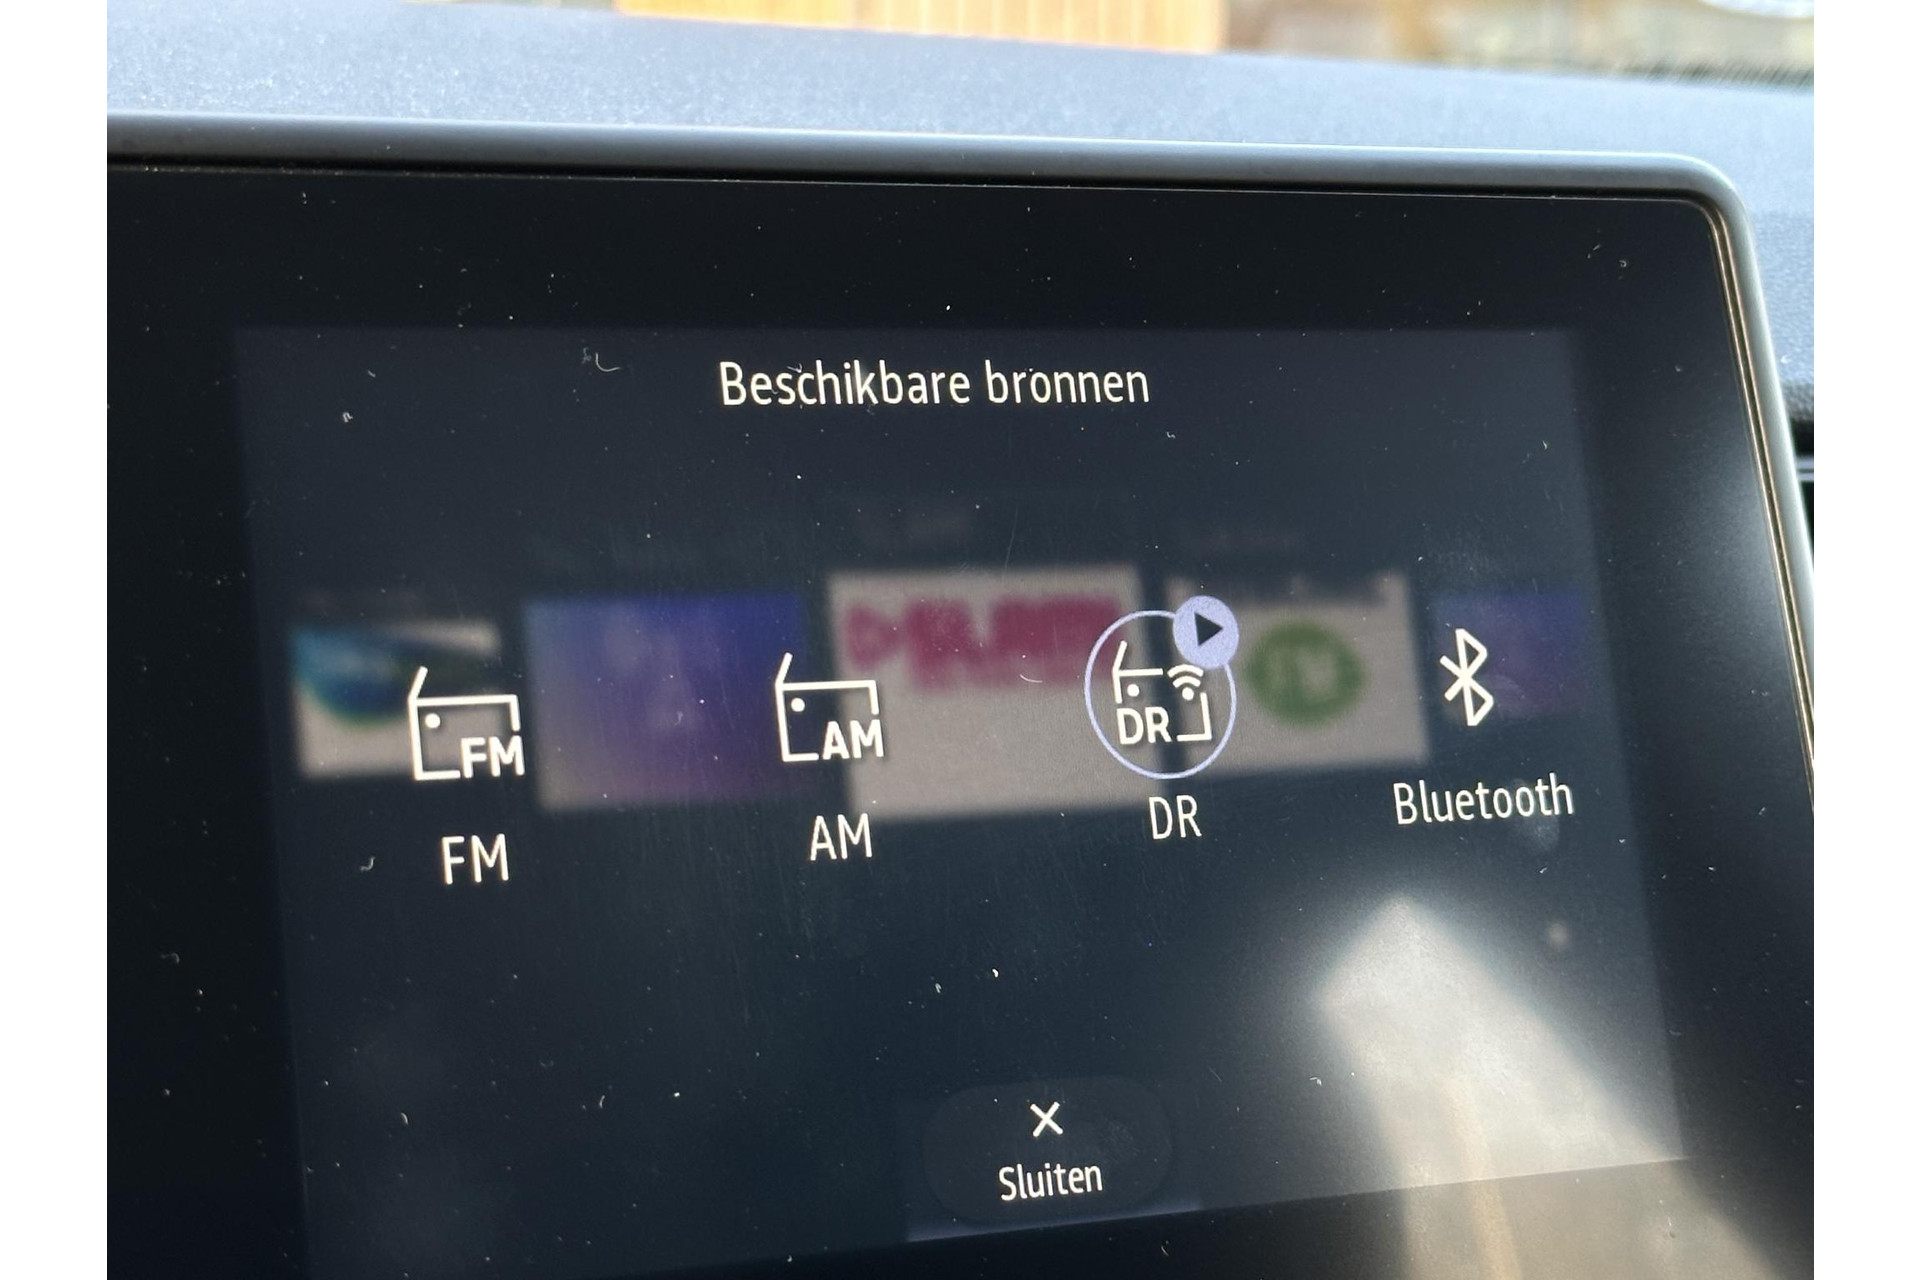 Beschikbare bronnen
FM
AM
DR
FM
AM
DR
Bluetooth
Sluiten